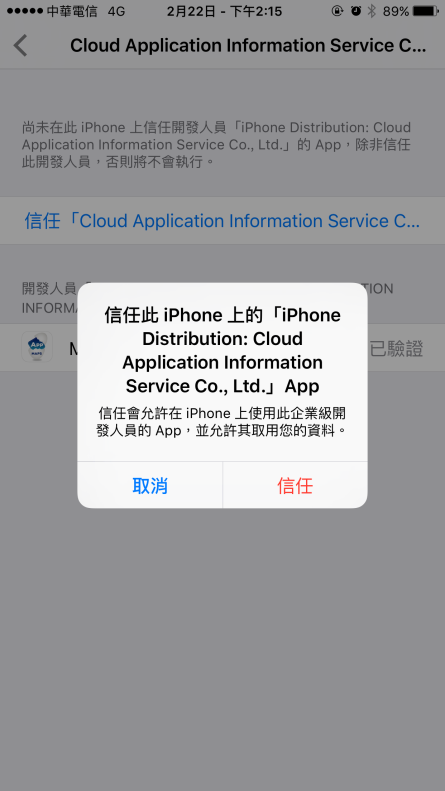 中華電信 4G 2月22日 - 下午2:15 89%
Cloud Application Information Service C...
尚未在此 iPhone 上信任開發人員「iPhone Distribution: Cloud
Application Information Service Co., Ltd.」的 App，除非信任
此開發人員，否則將不會執行。
信任「Cloud Application Information Service C...
開發人員
TION
INFORMA
信任此 iPhone 上的「iPhone
Distribution: Cloud
Application Information
Service Co., Ltd.」App
信任會允許在 iPhone 上使用此企業級開
發人員的 App，並允許其取用您的資料。
App
已驗證
取消 信任